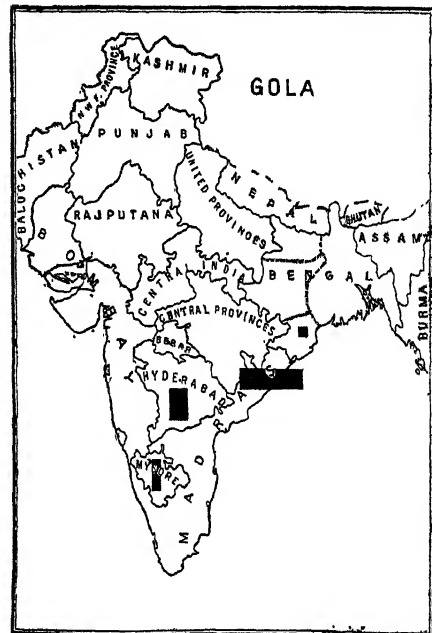 GOLA
KASHMIR
N.W.F. PROVINCE
PUNJAB
BALUCHISTAN
UNITED PROVINCES
NEPAL
BHUTAN
RAJPUTANA
ASSAM
BOMBAY
CENTRAL INDIA
BENGAL
CENTRAL PROVINCES
BURMA
BERAR
HYDERABAD
MADRAS
MYSORE